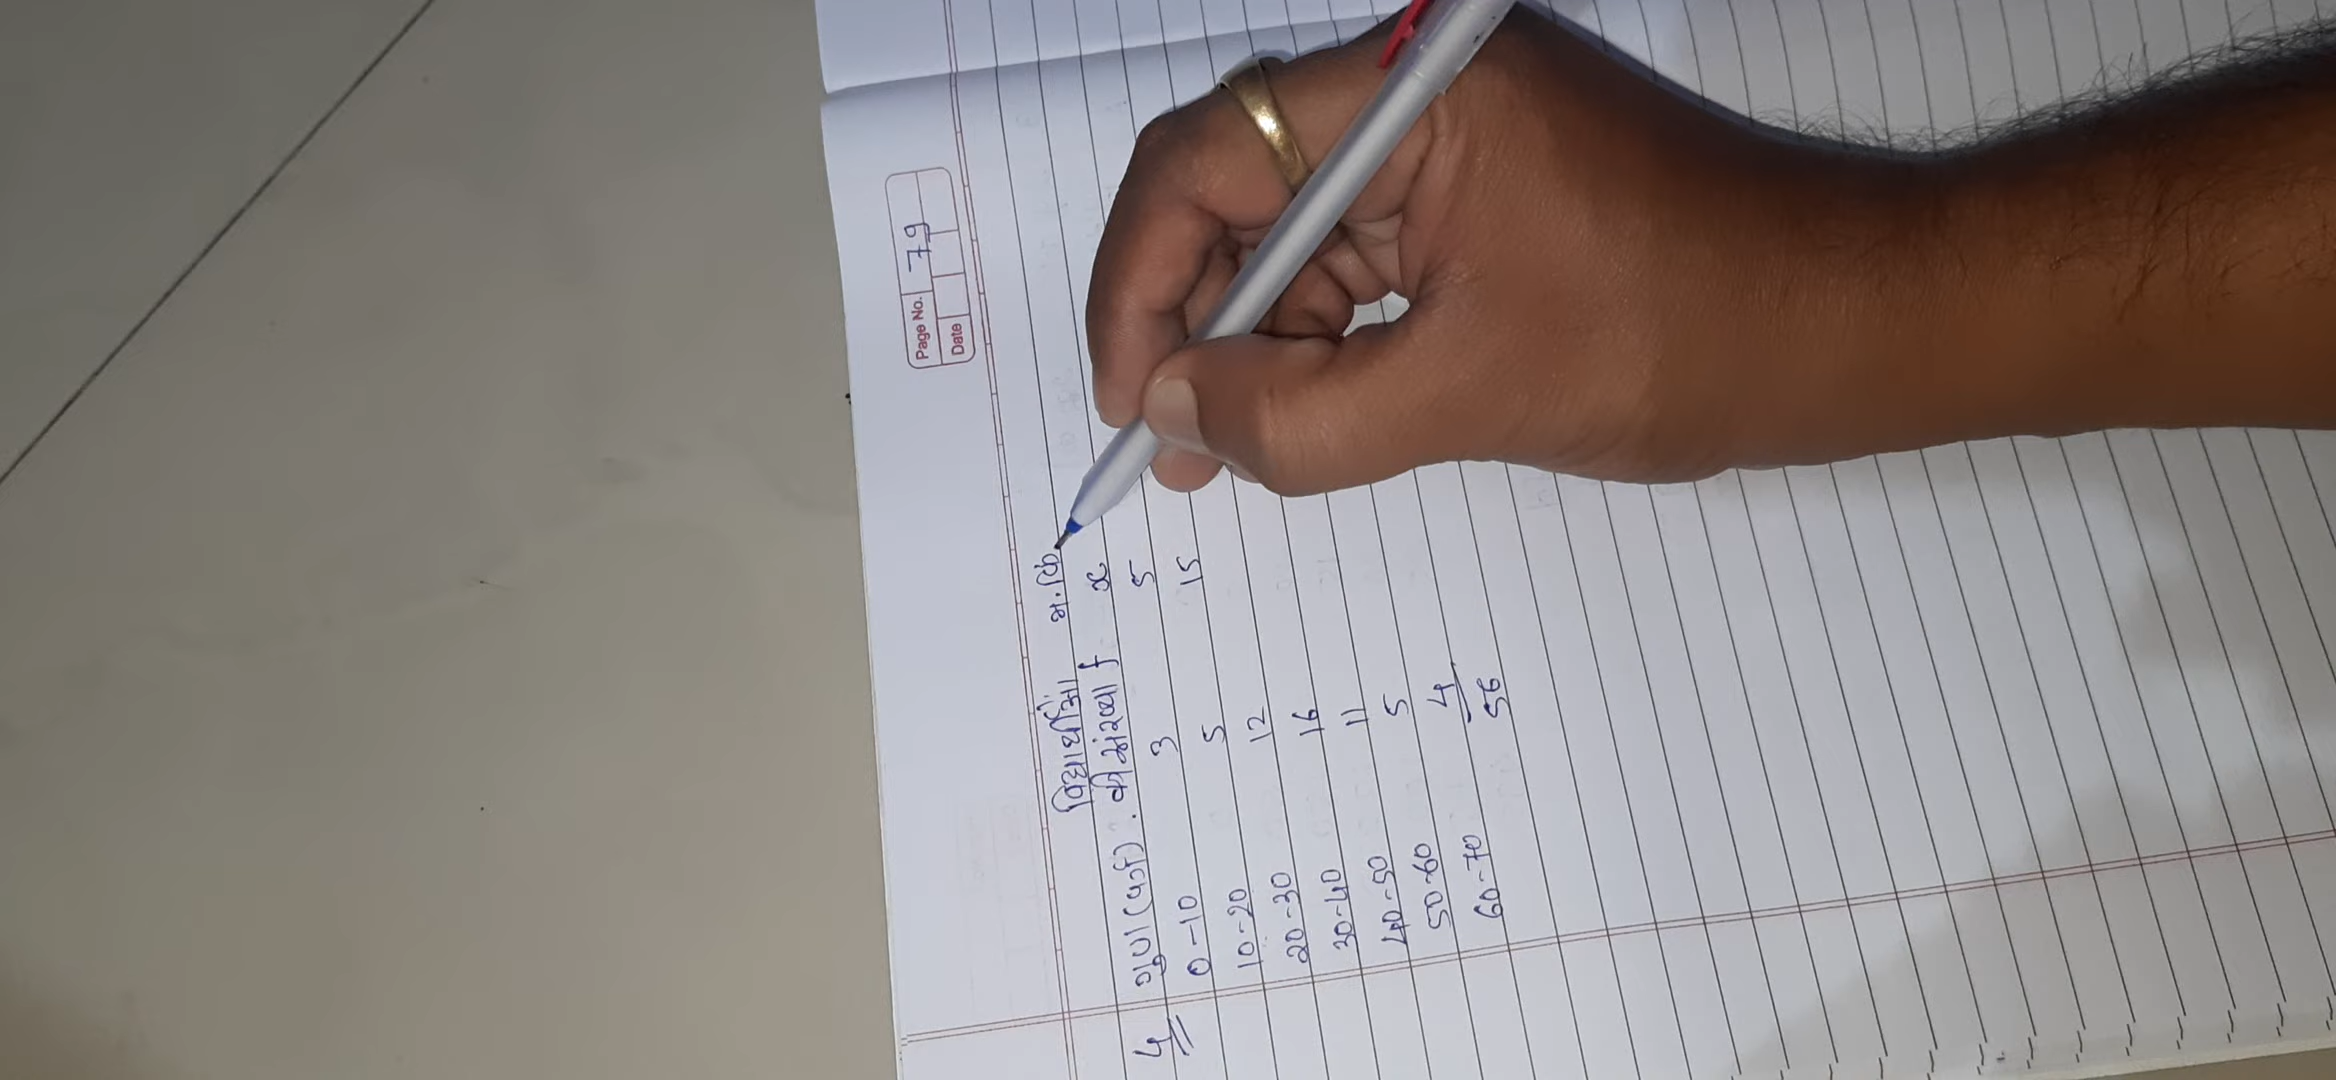 Page No. 79
Date
વિદ્યાર્થીઓ મ.કિં.
4 ગુણ (વર્ગ). ની સંખ્યા f x
0-10 3 5
10-20 5 15
20-30 12
30-40 16
40-50 11
50-60 5
60-70 4
56